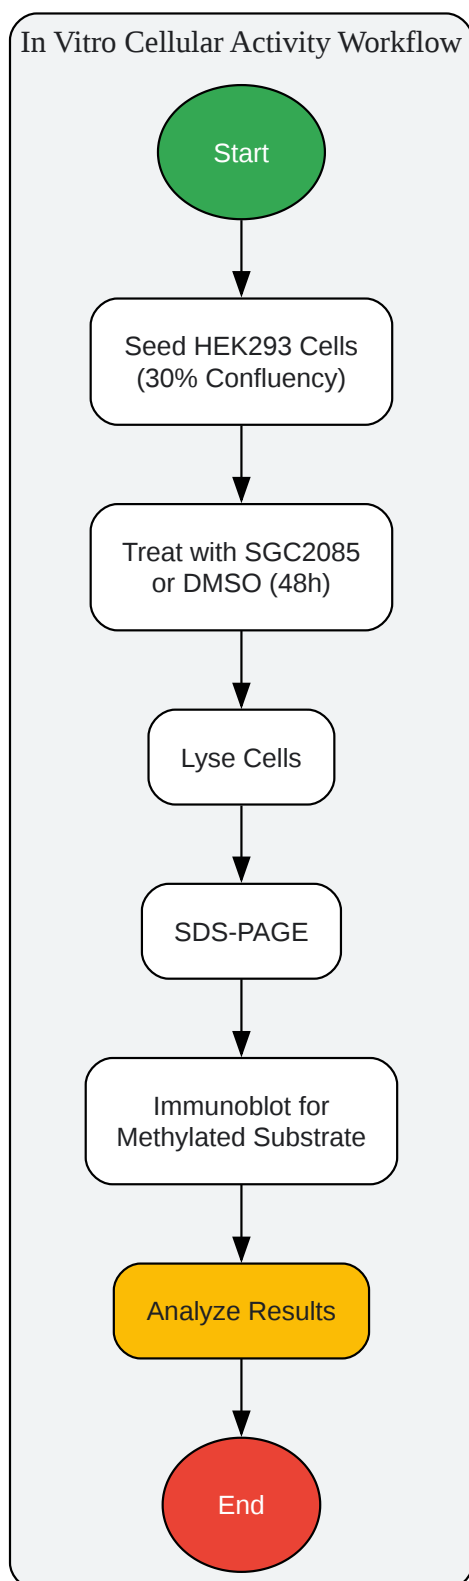 In Vitro Cellular Activity Workflow
Start
Seed HEK293 Cells
(30% Confluency)
Treat with SGC2085
or DMSO (48h)
Lyse Cells
SDS-PAGE
Immunoblot for
Methylated Substrate
Analyze Results
End